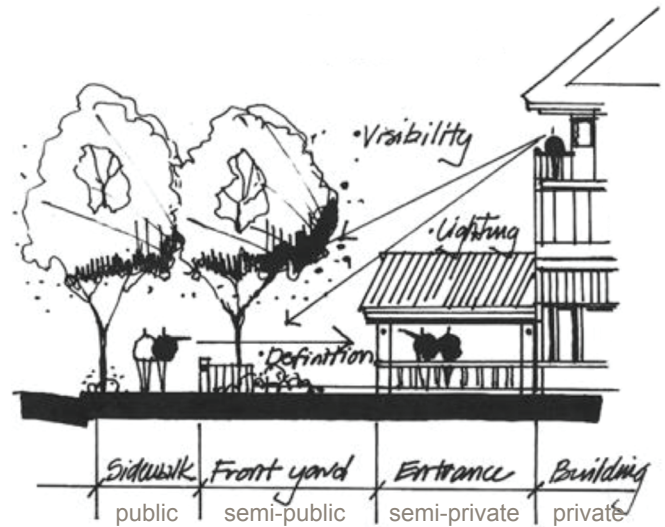 • Visibility
• Lighting
• Definition
Sidewalk Front yard Entrance Building
public semi-public semi-private private